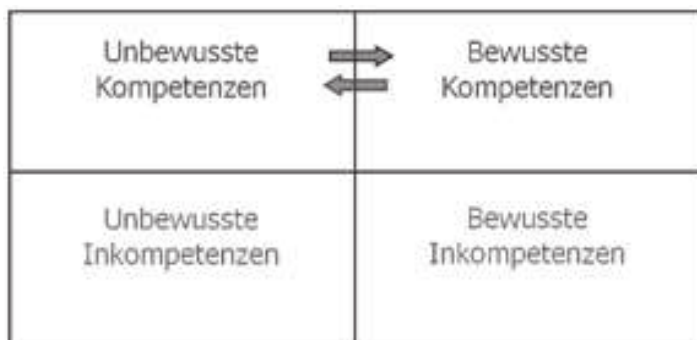 Unbewusste
Kompetenzen
Bewusste
Kompetenzen
Unbewusste
Inkompetenzen
Bewusste
Inkompetenzen